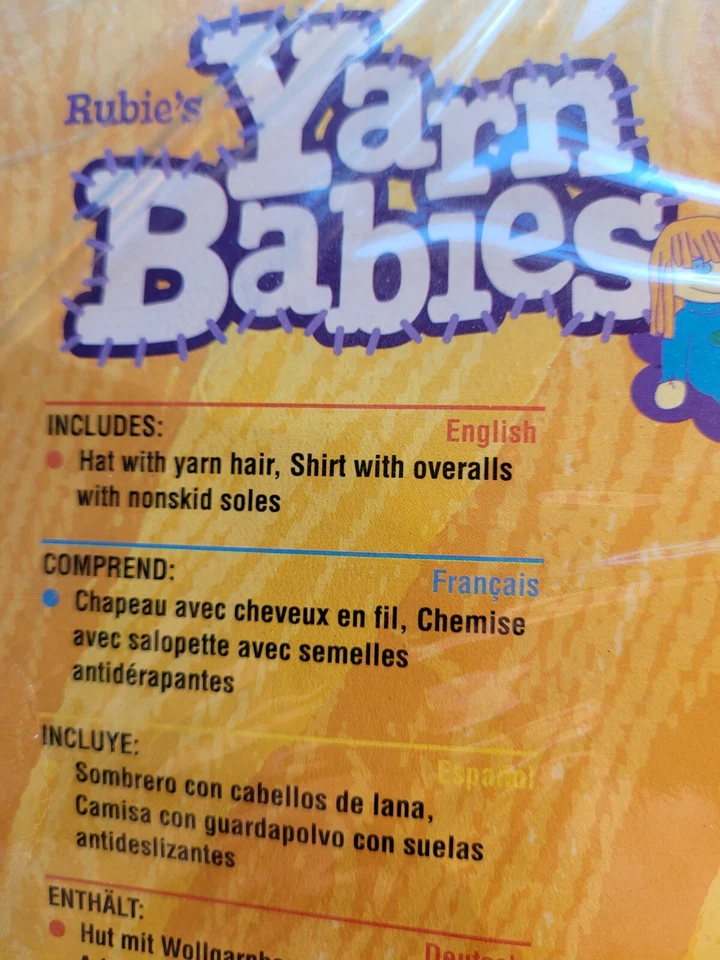 Rubie's
Yarn
Babies
INCLUDES:
English
Hat with yarn hair, Shirt with overalls
with nonskid soles
COMPREND:
Français
Chapeau avec cheveux en fil, Chemise
avec salopette avec semelles
antidérapantes
INCLUYE:
Español
Sombrero con cabellos de lana,
Camisa con guardapolvo con suelas
antideslizantes
ENTHÄLT:
Deutsch
Hut mit